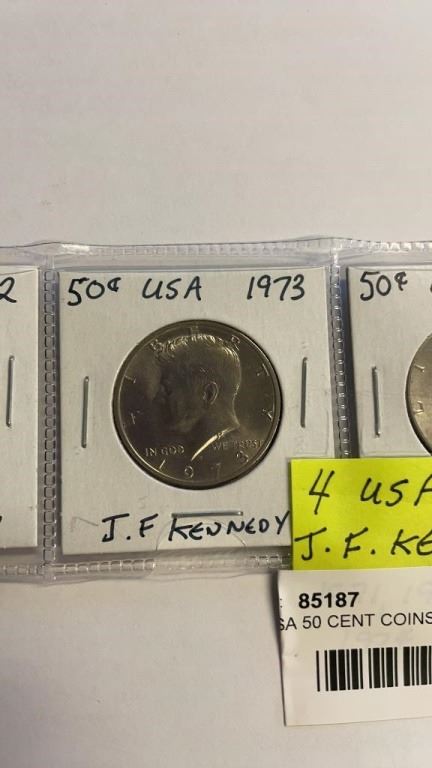 2
50¢ USA 1973
50¢
LIBERTY
IN GOD WE TRUST
1973
J.F KENNEDY
4 USA
J. F. KE
85187
SA 50 CENT COINS